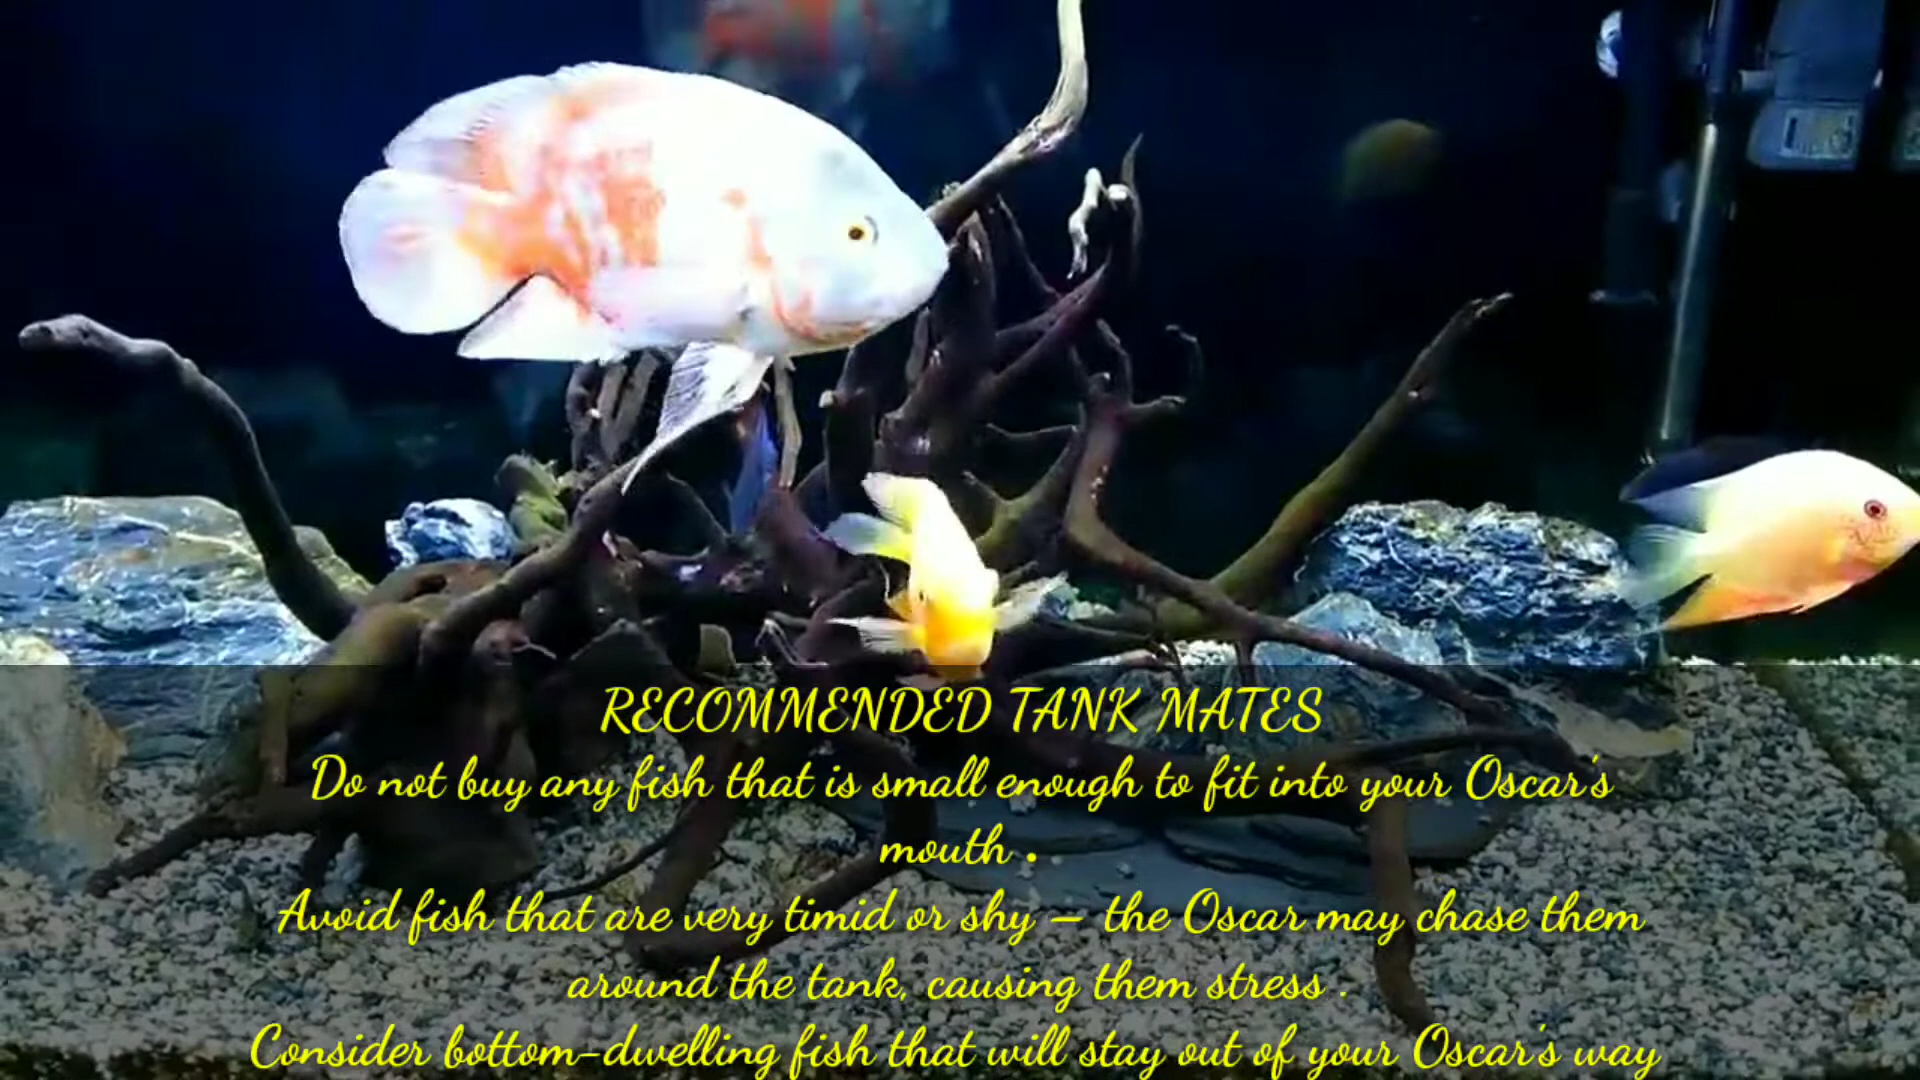 RECOMMENDED TANK MATES
Do not buy any fish that is small enough to fit into your Oscar's
mouth .
Avoid fish that are very timid or shy – the Oscar may chase them
around the tank, causing them stress .
Consider bottom-dwelling fish that will stay out of your Oscar's way